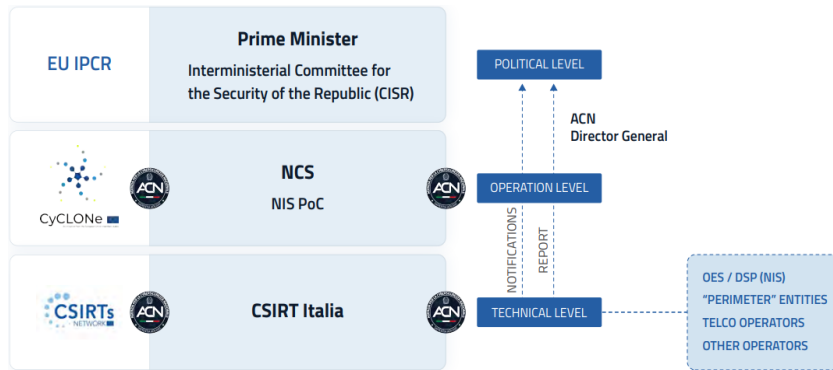 EU IPCR
Prime Minister
Interministerial Committee for
the Security of the Republic (CISR)
POLITICAL LEVEL
ACN
Director General
CyCLONe
ACN
NCS
NIS PoC
ACN
OPERATION LEVEL
NOTIFICATIONS
REPORT
CSIRTs
NETWORK
ACN
CSIRT Italia
ACN
TECHNICAL LEVEL
OES / DSP (NIS)
“PERIMETER” ENTITIES
TELCO OPERATORS
OTHER OPERATORS